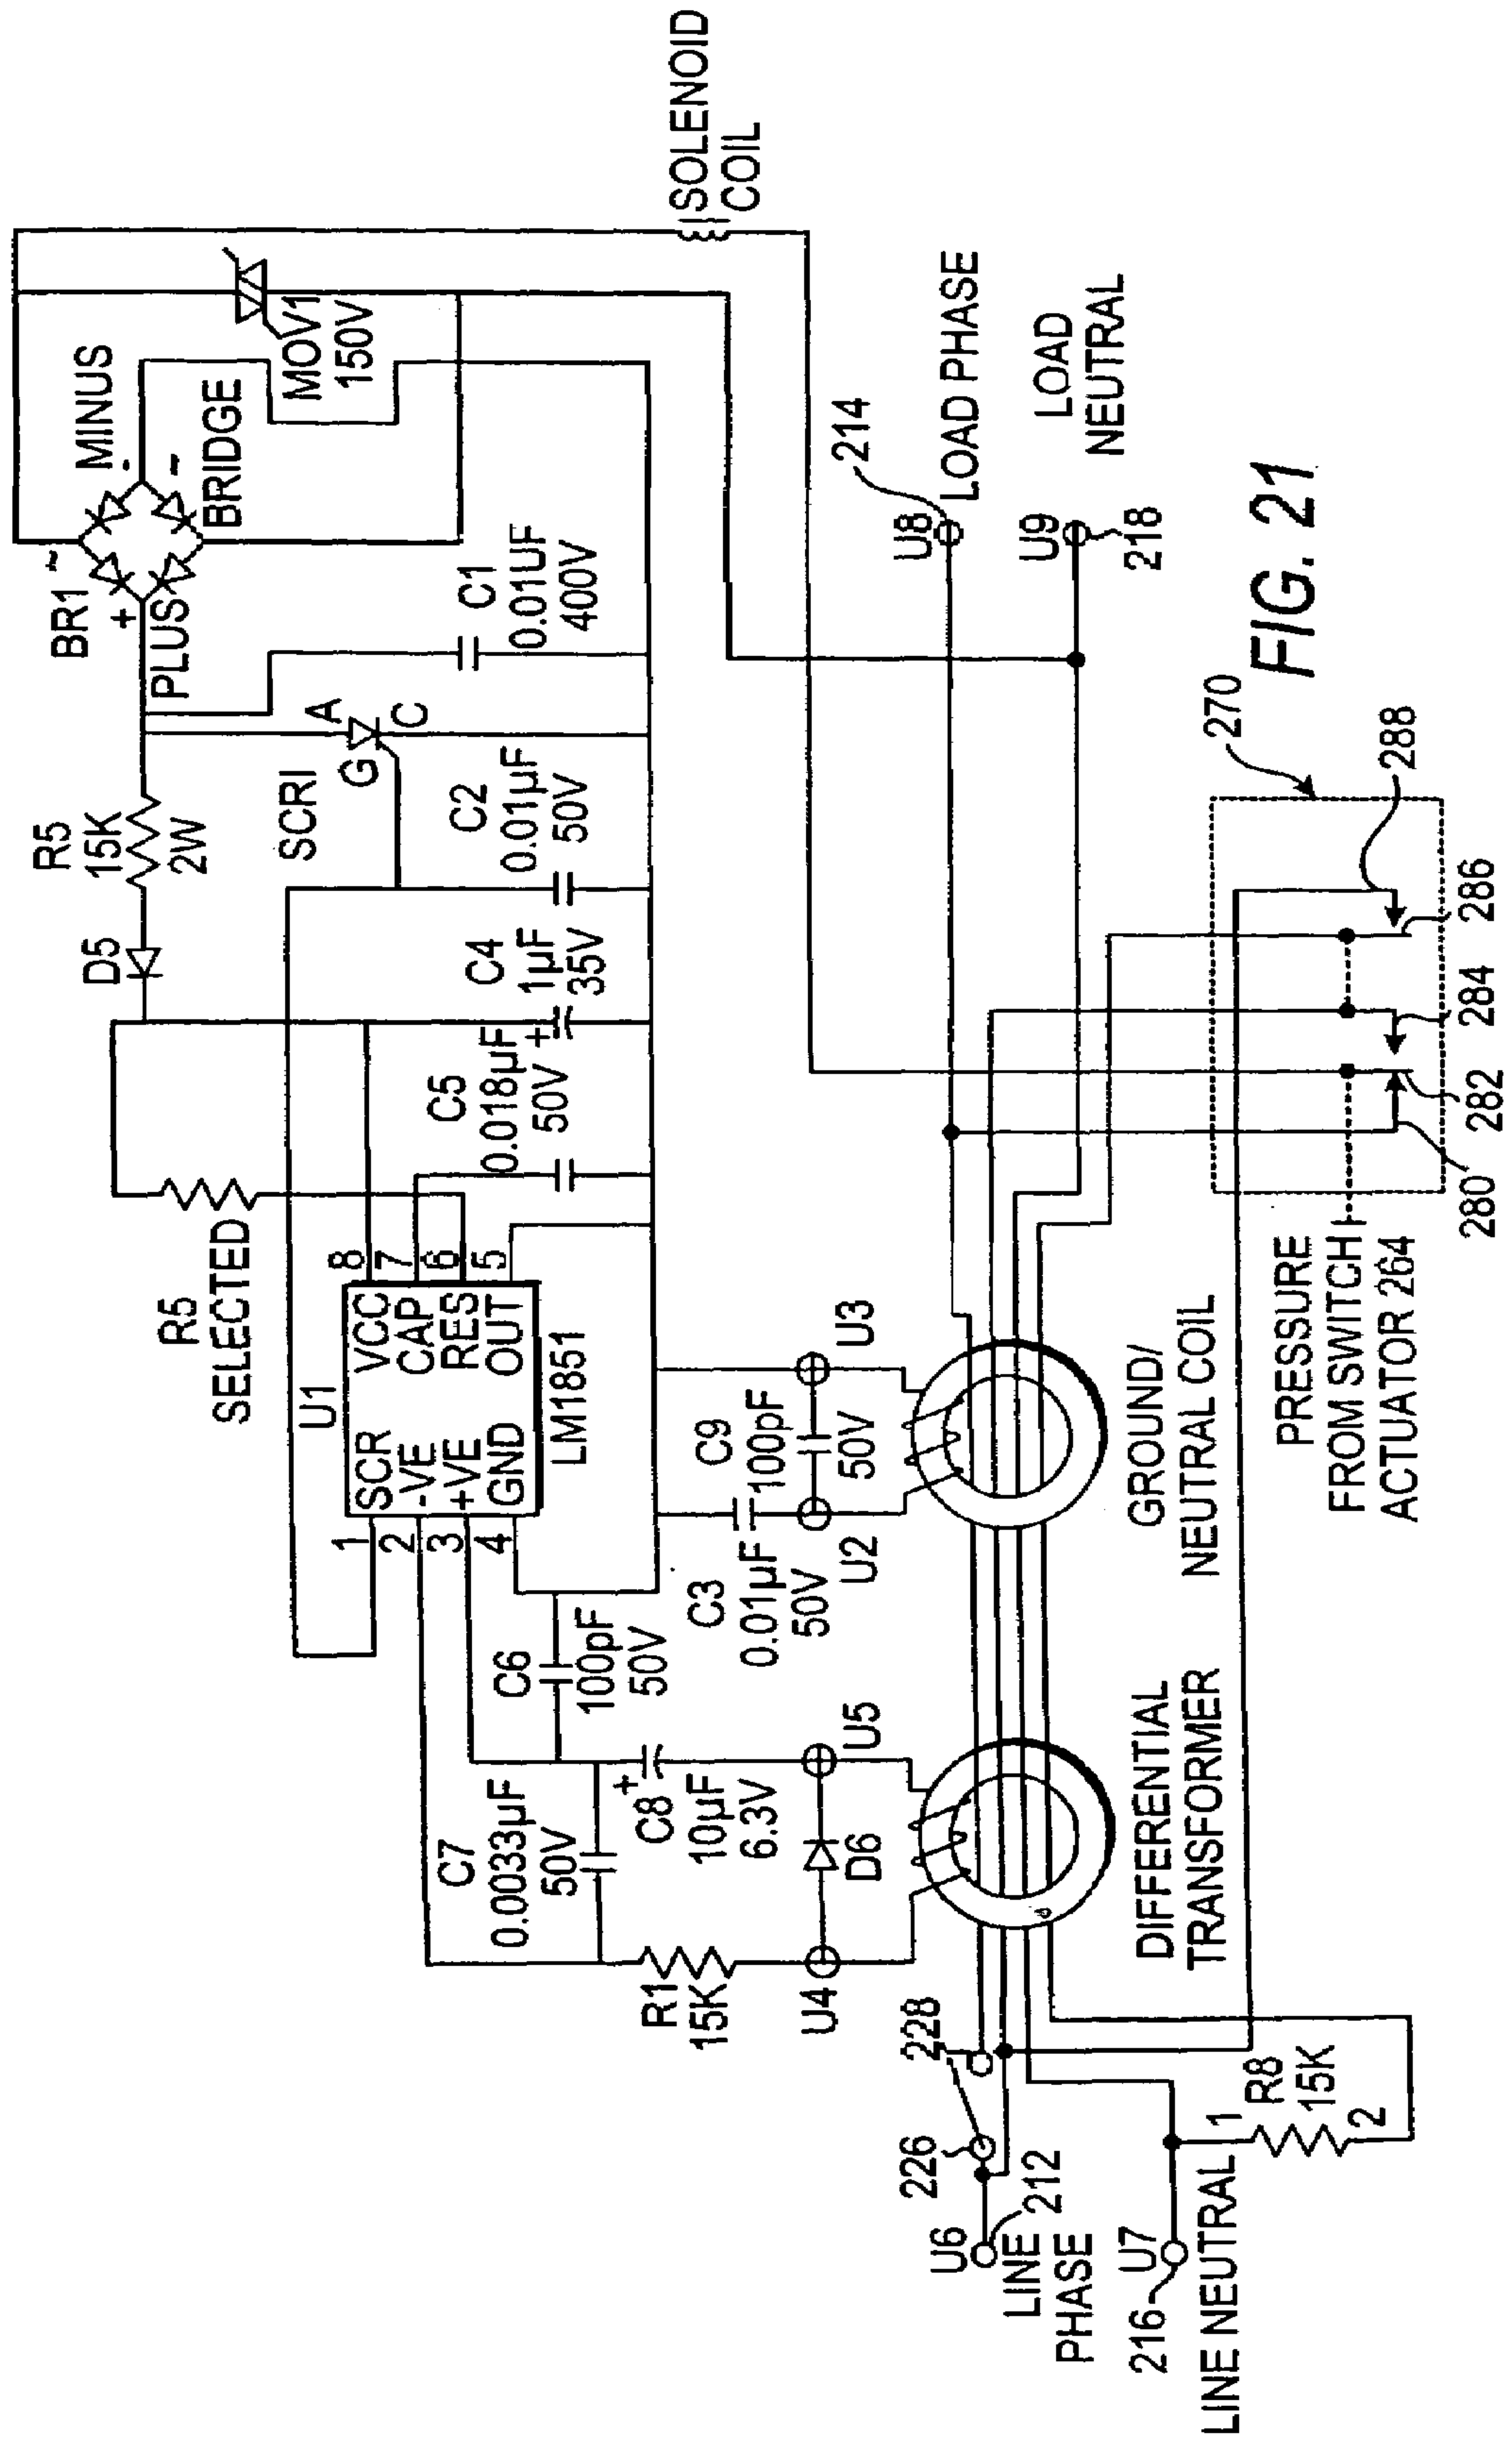 BR1
~
+
PLUS
MINUS
-
~
BRIDGE
MOV1
150V
SOLENOID
COIL
R5
15K
2W
D5
SCRI
A
G
C
C1
0.01UF
400V
C2
0.01µF
50V
C4
1µF
35V
+
C5
0.018µF
50V
R5
SELECTED
U1
SCR
-VE
+VE
GND
VCC
CAP
RES
OUT
LM1851
1
2
3
4
8
7
6
5
C6
100pF
50V
C7
0.0033µF
50V
+
C8
10µF
6.3V
R1
15K
U4
D6
U5
C3
0.01µF
50V
U2
C9
100pF
50V
U3
DIFFERENTIAL
TRANSFORMER
GROUND/
NEUTRAL COIL
U8
214
LOAD PHASE
U9
218
LOAD
NEUTRAL
U6
212
LINE
PHASE
226
228
U7
216
LINE NEUTRAL
1
R8
15K
2
PRESSURE
FROM SWITCH
ACTUATOR 264
270
280
282
284
286
288
FIG. 21